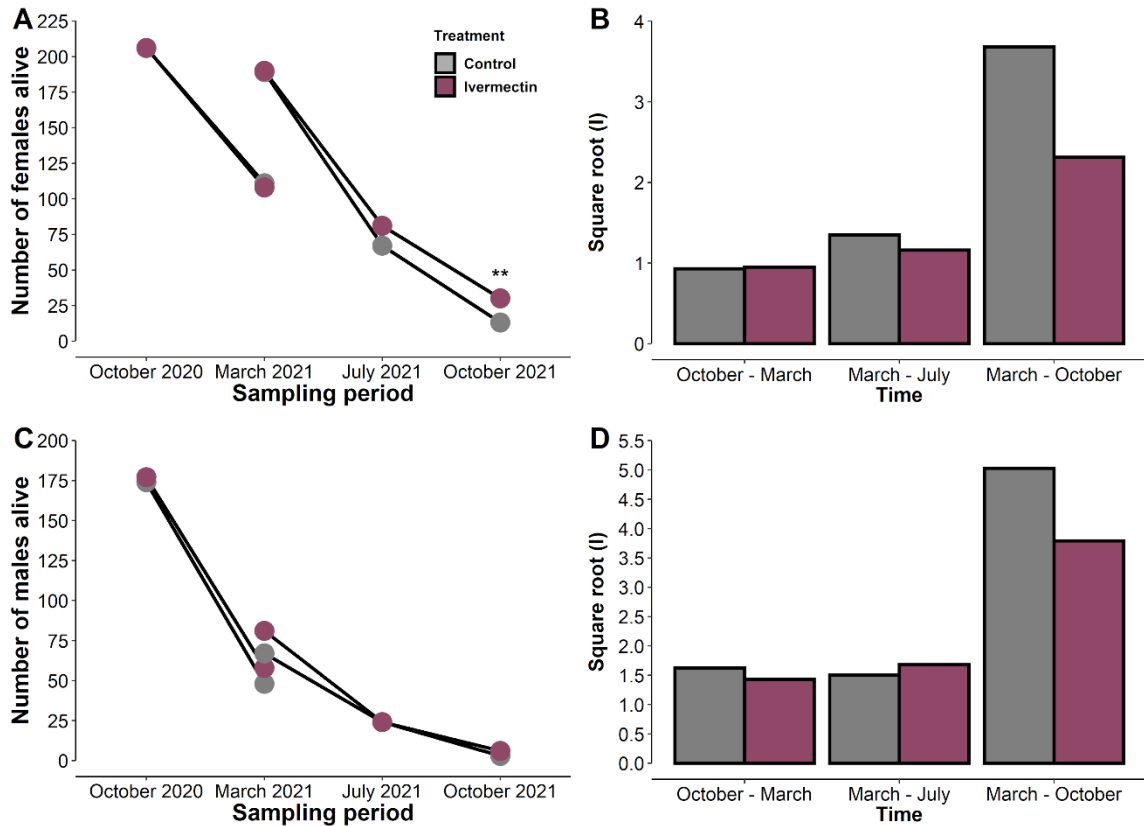 A
Number of females alive
225
200
175
150
125
100
75
50
25
0
October 2020 March 2021 July 2021 October 2021
Sampling period
Treatment
Control
Ivermectin
**
B
Square root (I)
4
3
2
1
0
October - March March - July March - October
Time
C
Number of males alive
200
175
150
125
100
75
50
25
0
October 2020 March 2021 July 2021 October 2021
Sampling period
D
Square root (I)
5.5
5.0
4.5
4.0
3.5
3.0
2.5
2.0
1.5
1.0
0.5
0.0
October - March March - July March - October
Time